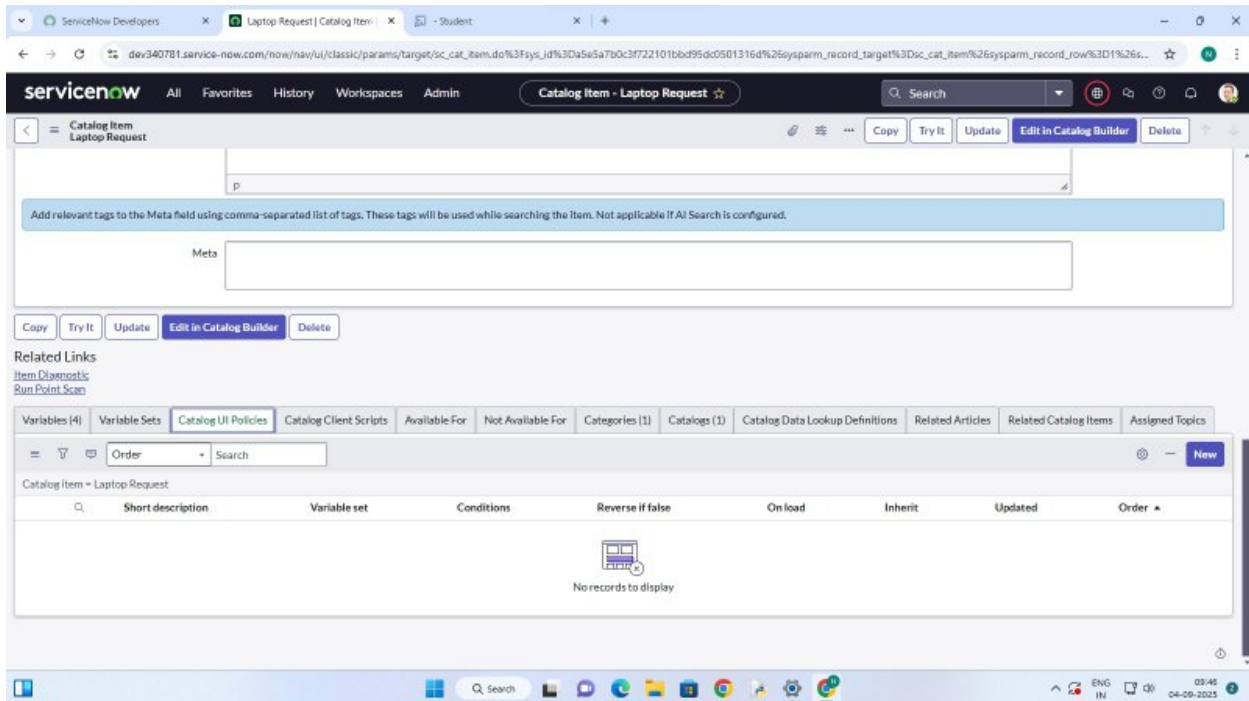 ServiceNow Developers
Laptop Request | Catalog Item |
- Student
dev340781.service-now.com/now/nav/ui/classic/params/target/sc_cat_item.do%3Fsys_id%3Da5e5a7b0c3f722101bbd95dc0501316d%26sysparm_record_target%3Dsc_cat_item%26sysparm_record_row%3D1%26s...
N
servicenow All Favorites History Workspaces Admin Catalog Item - Laptop Request Search
Catalog Item
Laptop Request
Copy Try It Update Edit in Catalog Builder Delete
p
Add relevant tags to the Meta field using comma-separated list of tags. These tags will be used while searching the item. Not applicable if AI Search is configured.
Meta
Copy Try It Update Edit in Catalog Builder Delete
Related Links
Item Diagnostic
Run Point Scan
Variables (4) Variable Sets Catalog UI Policies Catalog Client Scripts Available For Not Available For Categories (1) Catalogs (1) Catalog Data Lookup Definitions Related Articles Related Catalog Items Assigned Topics
Order Search New
Catalog item = Laptop Request
Short description Variable set Conditions Reverse if false On load Inherit Updated Order
No records to display
Search
ENG 09:46
IN 04-09-2025